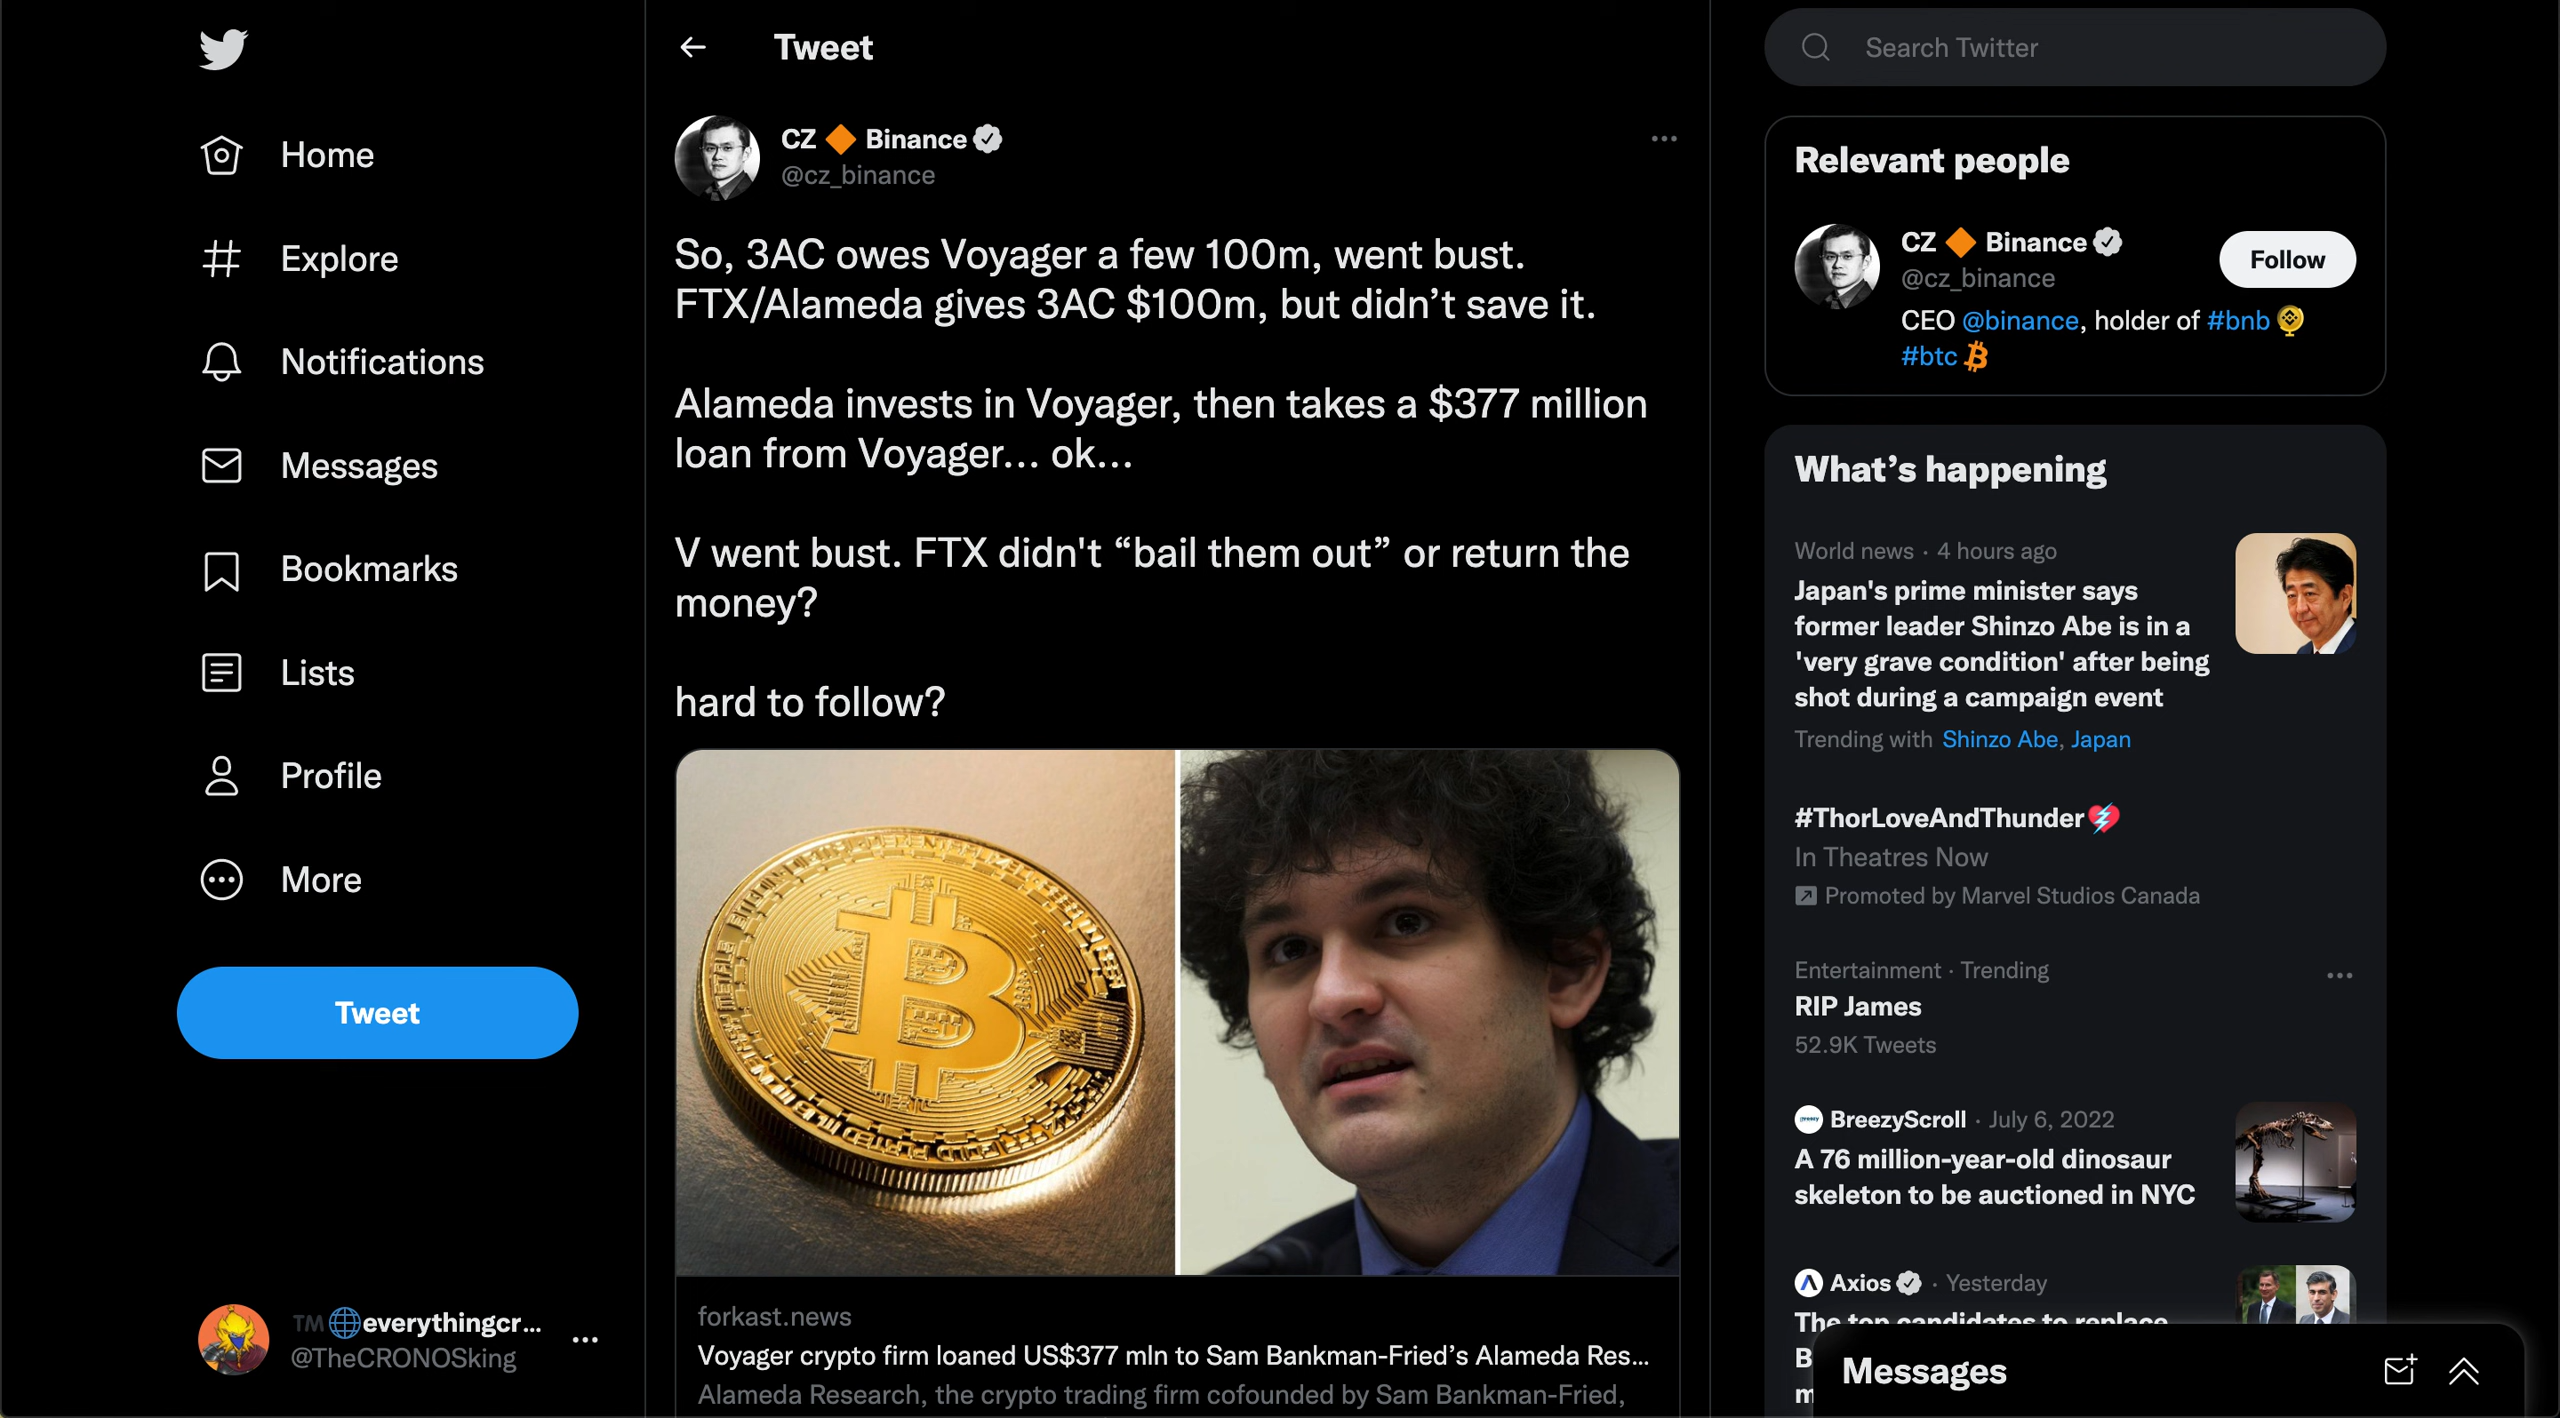 Home
Explore
Notifications
Messages
Bookmarks
Lists
Profile
More
Tweet
TM🌐everythingcr...
@TheCRONOSking
Tweet
CZ 🔶 Binance
@cz_binance
So, 3AC owes Voyager a few 100m, went bust.
FTX/Alameda gives 3AC $100m, but didn’t save it.
Alameda invests in Voyager, then takes a $377 million
loan from Voyager... ok...
V went bust. FTX didn't “bail them out” or return the
money?
hard to follow?
forkast.news
Voyager crypto firm loaned US$377 mln to Sam Bankman-Fried’s Alameda Res...
Alameda Research, the crypto trading firm cofounded by Sam Bankman-Fried,
Search Twitter
Relevant people
CZ 🔶 Binance
@cz_binance
Follow
CEO @binance, holder of #bnb
#btc
What’s happening
World news · 4 hours ago
Japan's prime minister says
former leader Shinzo Abe is in a
'very grave condition' after being
shot during a campaign event
Trending with Shinzo Abe, Japan
#ThorLoveAndThunder
In Theatres Now
Promoted by Marvel Studios Canada
Entertainment · Trending
RIP James
52.9K Tweets
BreezyScroll · July 6, 2022
A 76 million-year-old dinosaur
skeleton to be auctioned in NYC
Axios · Yesterday
The top candidates to replace
Messages